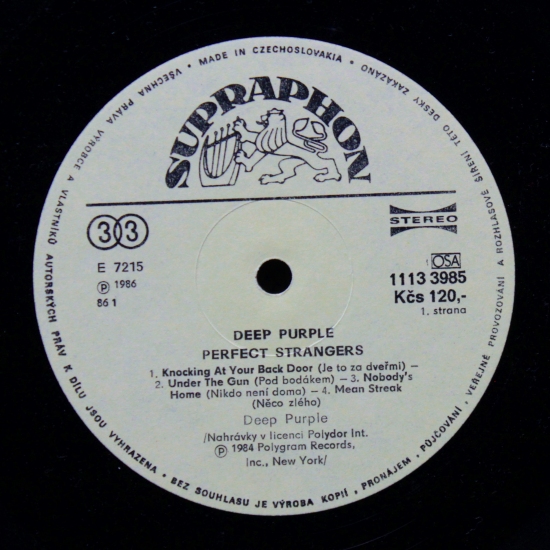 • VŠECHNA PRÁVA VÝROBCE A VLASTNÍKŮ AUTORSKÝCH PRÁV K DÍLU JSOU VYHRAZENA • BEZ SOUHLASU JE VÝROBA KOPIÍ, PRONÁJEM, PŮJČOVÁNÍ, VEŘEJNÉ PROVOZOVÁNÍ A ROZHLASOVÉ ŠÍŘENÍ TÉTO DESKY ZAKÁZÁNO • MADE IN CZECHOSLOVAKIA
SUPRAPHON
33
STEREO
E 7215
Ⓟ 1986
86 1
OSA
1113 3985
Kčs 120,-
1. strana
DEEP PURPLE
PERFECT STRANGERS
1. Knocking At Your Back Door (Je to za dveřmi) –
2. Under The Gun (Pod bodákem) – 3. Nobody's
Home (Nikdo není doma) – 4. Mean Streak
(Něco zlého)
Deep Purple
/Nahrávky v licenci Polydor Int.
Ⓟ 1984 Polygram Records,
Inc., New York/